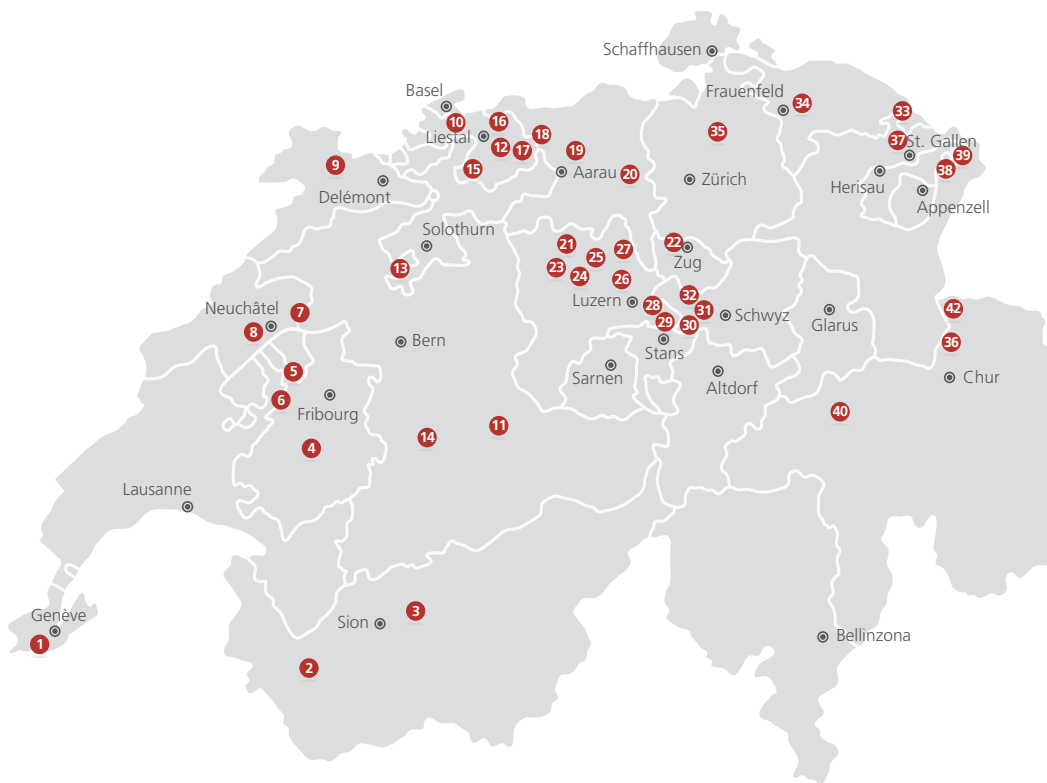 Schaffhausen
Basel
Frauenfeld
34
33
10
16
Liestal
18
35
37
St. Gallen
12
17
19
39
9
15
Aarau
20
38
Delémont
Zürich
Herisau
Appenzell
Solothurn
21
27
22
25
Zug
13
23
24
26
32
Neuchâtel
7
Luzern
28
31
Schwyz
Glarus
42
8
29
30
Bern
Stans
36
5
Sarnen
Altdorf
Chur
6
Fribourg
40
11
14
4
Lausanne
Genève
3
1
Sion
Bellinzona
2